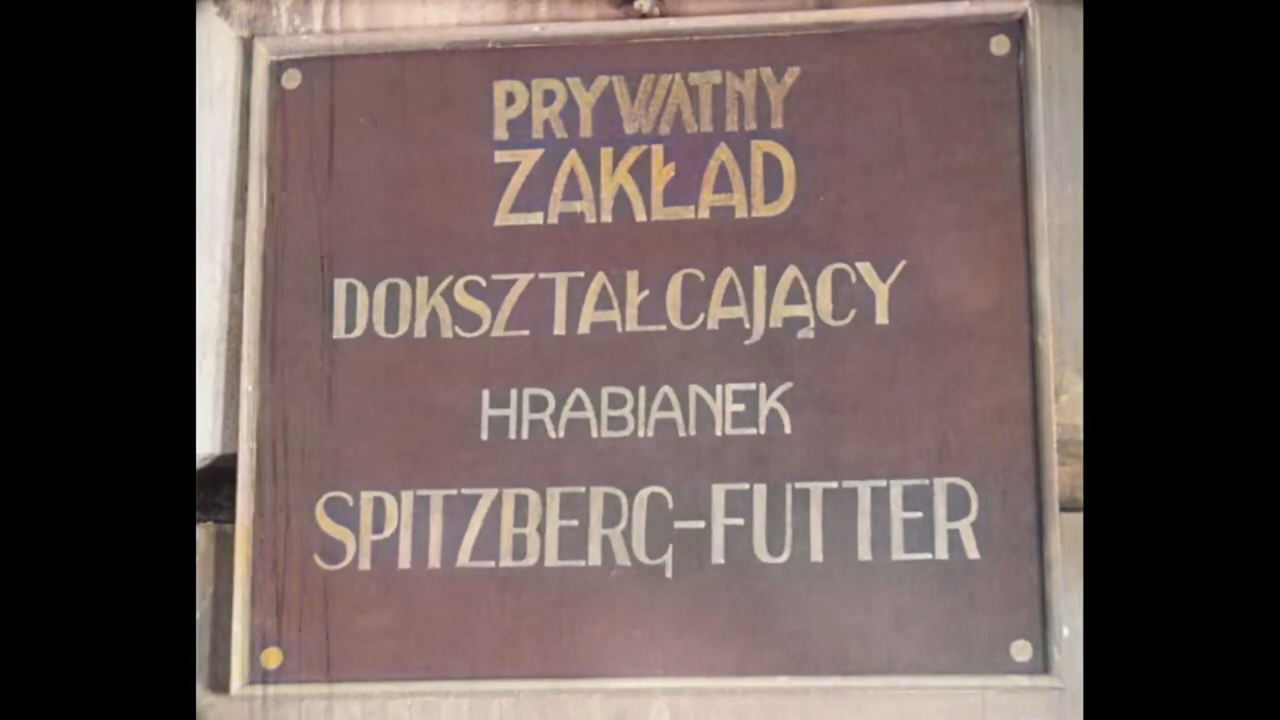 PRYWATNY
ZAKŁAD
DOKSZTAŁCAJĄCY
HRABIANEK
SPITZBERG-FUTTER